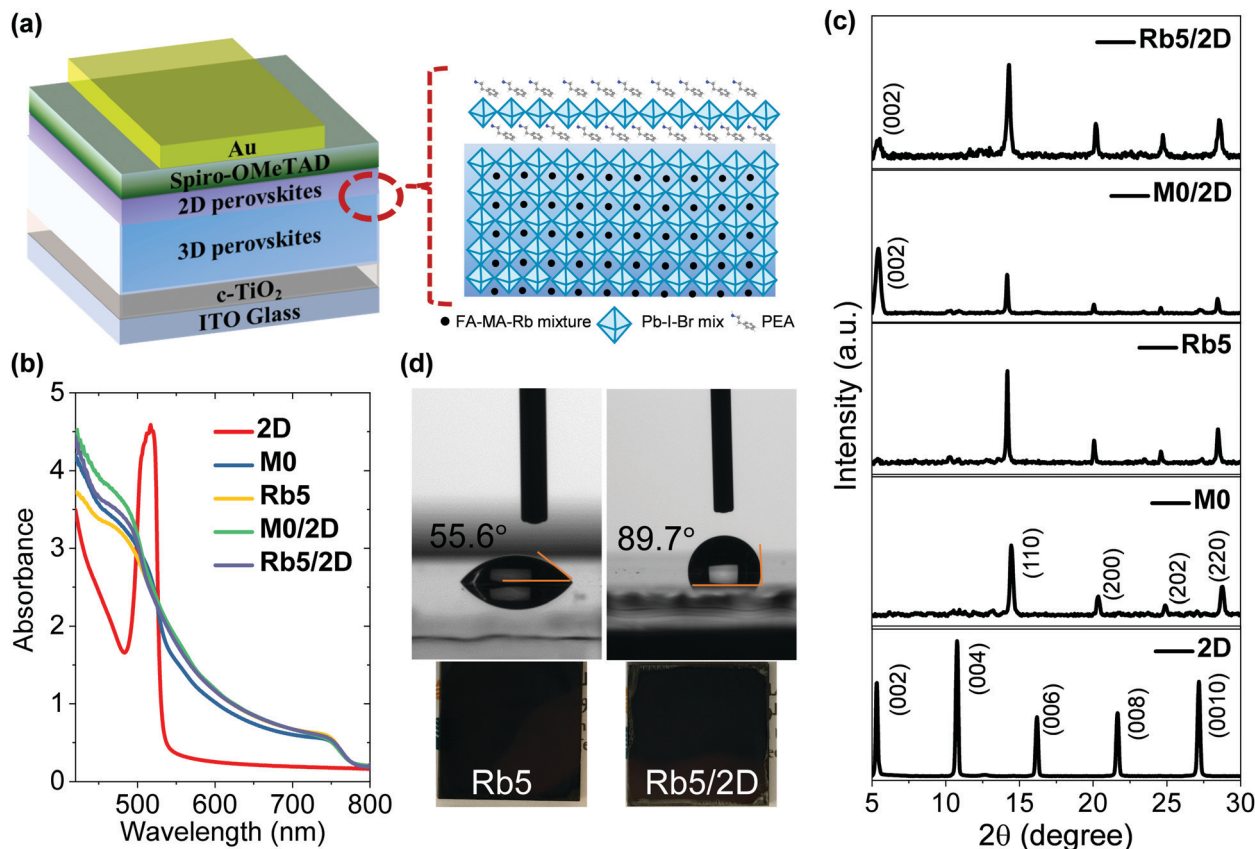 (a)
Au
Spiro-OMeTAD
2D perovskites
3D perovskites
c-TiO2
ITO Glass
FA-MA-Rb mixture
Pb-I-Br mix
PEA
(b)
5
4
3
2
1
0
Absorbance
2D
M0
Rb5
M0/2D
Rb5/2D
500
600
700
800
Wavelength (nm)
(d)
55.6°
89.7°
Rb5
Rb5/2D
(c)
Intensity (a.u.)
Rb5/2D
(002)
M0/2D
(002)
Rb5
M0
(110)
(200)
(202)
(220)
2D
(002)
(004)
(006)
(008)
(0010)
5
10
15
20
25
30
2θ (degree)